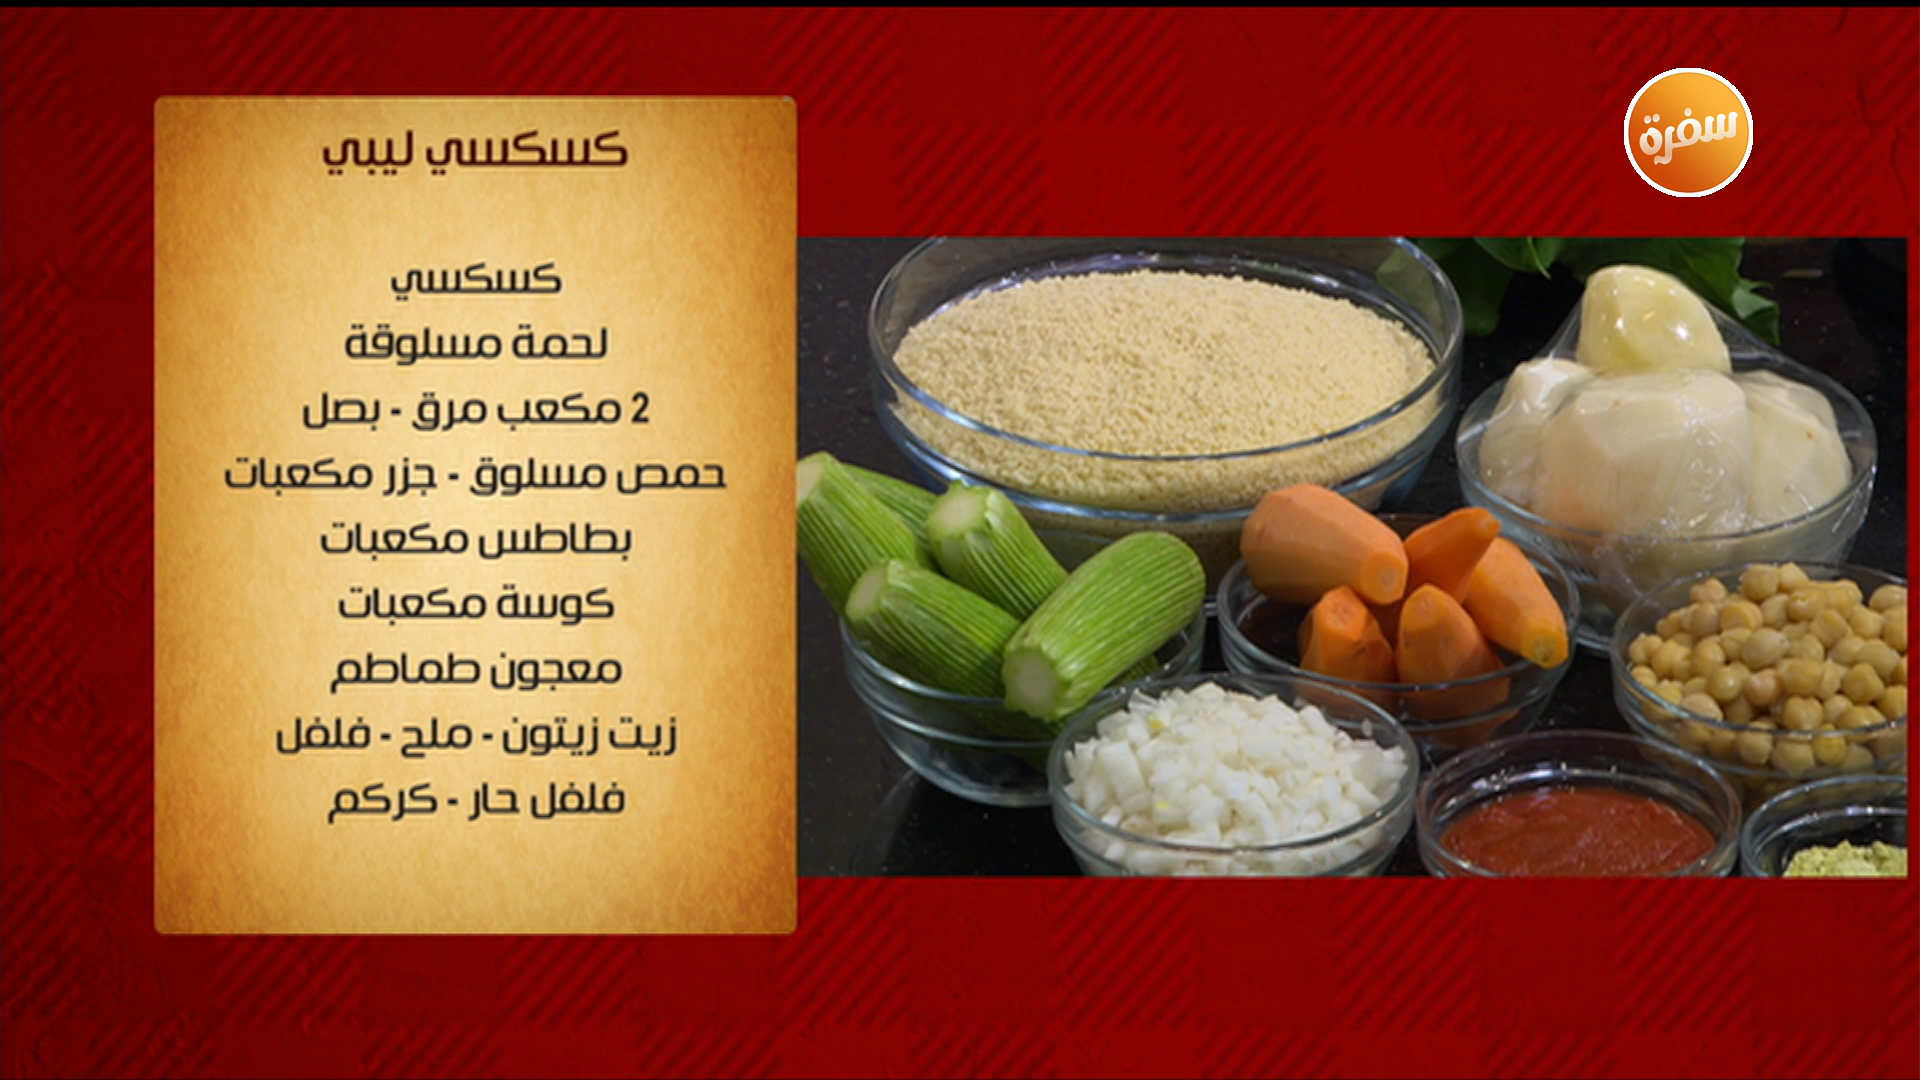 كسكسي ليبي
كسكسي
لحمة مسلوقة
2 مكعب مرق - بصل
حمص مسلوق - جزر مكعبات
بطاطس مكعبات
كوسة مكعبات
معجون طماطم
زيت زيتون - ملح - فلفل
فلفل حار - كركم
سفرة